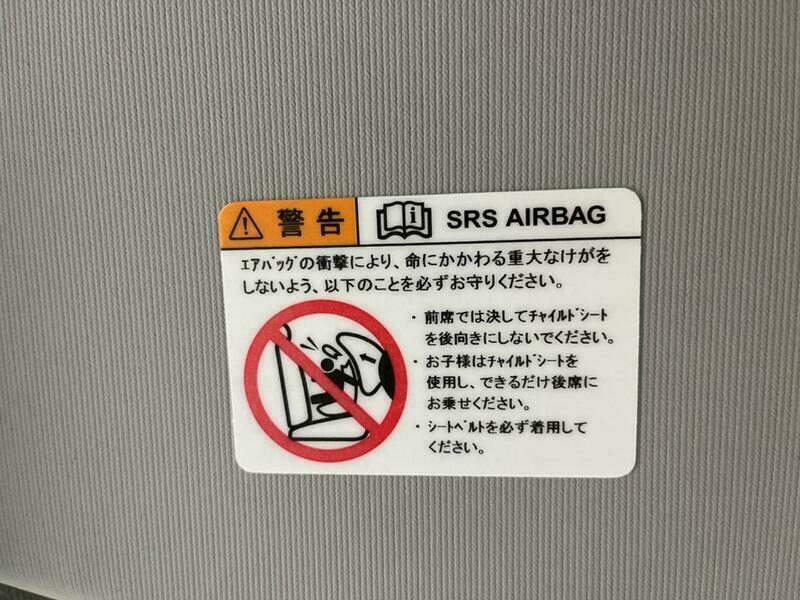 警告 SRS AIRBAG
ｴｱﾊﾞｯｸﾞの衝撃により、命にかかわる重大なけがを
しないよう、以下のことを必ずお守りください。
・前席では決してﾁｬｲﾙﾄﾞｼｰﾄ
を後向きにしないでください。
・お子様はﾁｬｲﾙﾄﾞｼｰﾄを
使用し、できるだけ後席に
お乗せください。
・ｼｰﾄﾍﾞﾙﾄを必ず着用して
ください。